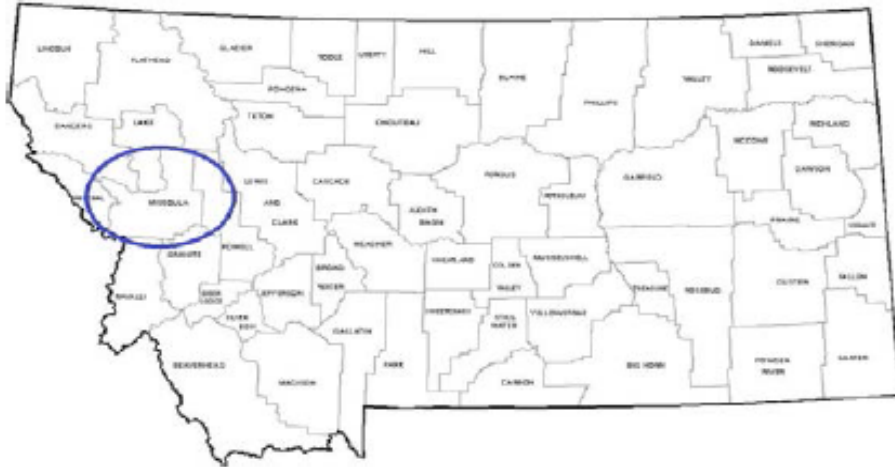 LINCOLN
FLATHEAD
GLACIER
TOOLE
LIBERTY
HILL
BLAINE
PHILLIPS
VALLEY
DANIELS
SHERIDAN
ROOSEVELT
PONDERA
TETON
CHOUTEAU
SANDERS
LAKE
MISSOULA
LEWIS
AND
CLARK
CASCADE
JUDITH
BASIN
FERGUS
PETROLEUM
GARFIELD
MCCONE
RICHLAND
DAWSON
PRAIRIE
WIBAUX
GRANITE
POWELL
MEAGHER
WHEATLAND
GOLDEN
VALLEY
MUSSELSHELL
TREASURE
ROSEBUD
CUSTER
FALLON
RAVALLI
DEER
LODGE
SILVER
BOW
JEFFERSON
BROAD
WATER
GALLATIN
PARK
SWEETGRASS
STILL
WATER
YELLOWSTONE
BIG HORN
CARBON
POWDER
RIVER
CARTER
BEAVERHEAD
MADISON